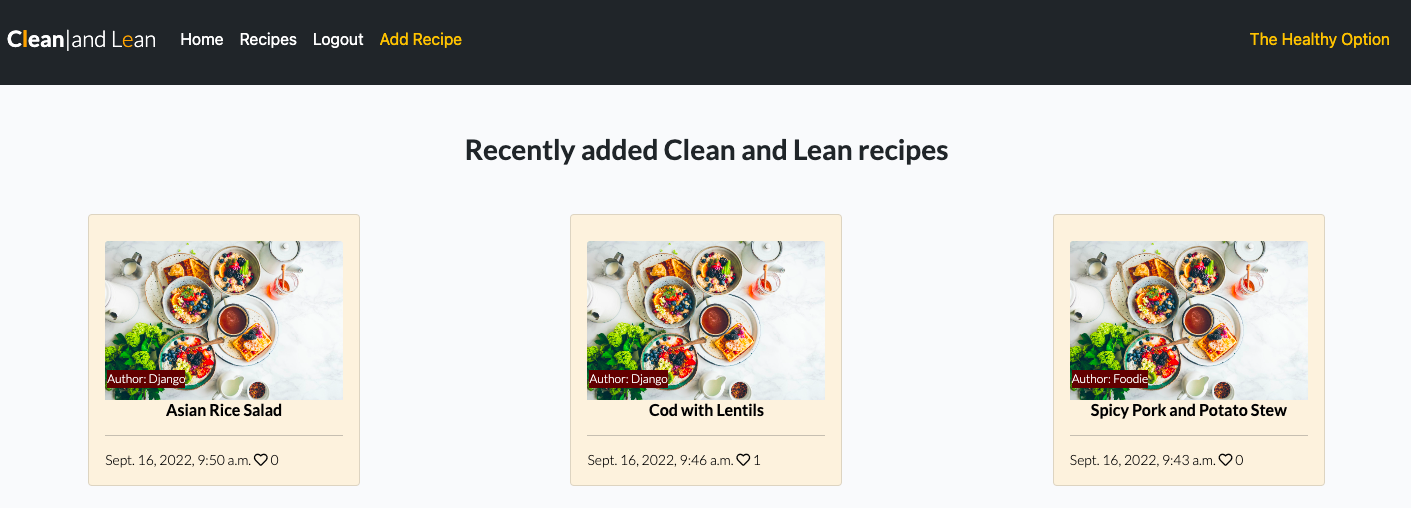 Clean|and Lean Home Recipes Logout Add Recipe The Healthy Option
Recently added Clean and Lean recipes
Author: Django
Asian Rice Salad
Sept. 16, 2022, 9:50 a.m. 0
Author: Django
Cod with Lentils
Sept. 16, 2022, 9:46 a.m. 1
Author: Foodie
Spicy Pork and Potato Stew
Sept. 16, 2022, 9:43 a.m. 0